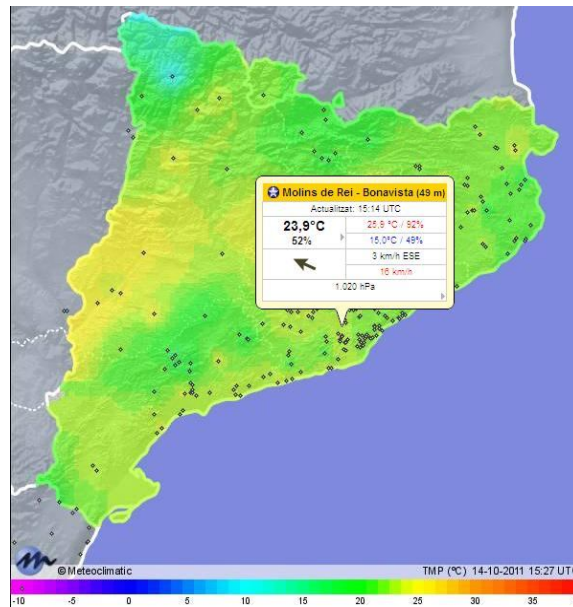 Molins de Rei - Bonavista (49 m)
Actualitzat: 15:14 UTC
23,9°C
52%
25,9 °C / 92%
15,0°C / 49%
3 km/h ESE
16 km/h
1.020 hPa
© Meteoclimatic
TMP (°C) 14-10-2011 15:27 UTC
-10 -5 0 5 10 15 20 25 30 35